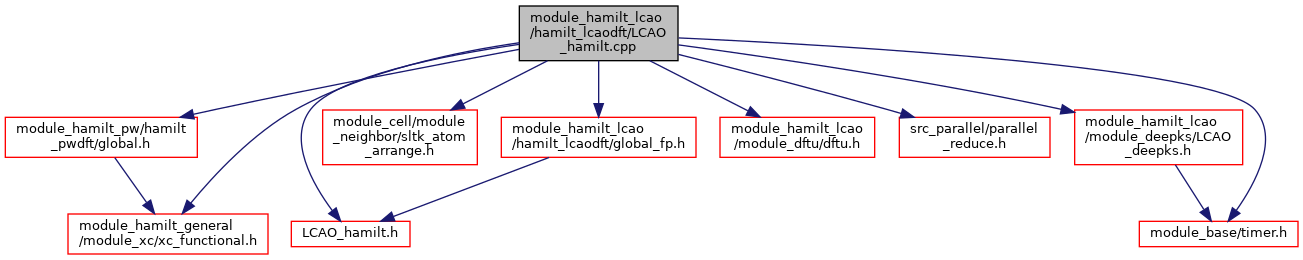 module_hamilt_lcao
/hamilt_lcaodft/LCAO
_hamilt.cpp
module_hamilt_pw/hamilt
_pwdft/global.h
module_cell/module
_neighbor/sltk_atom
_arrange.h
module_hamilt_lcao
/hamilt_lcaodft/global_fp.h
module_hamilt_lcao
/module_dftu/dftu.h
src_parallel/parallel
_reduce.h
module_hamilt_lcao
/module_deepks/LCAO
_deepks.h
module_hamilt_general
/module_xc/xc_functional.h
LCAO_hamilt.h
module_base/timer.h